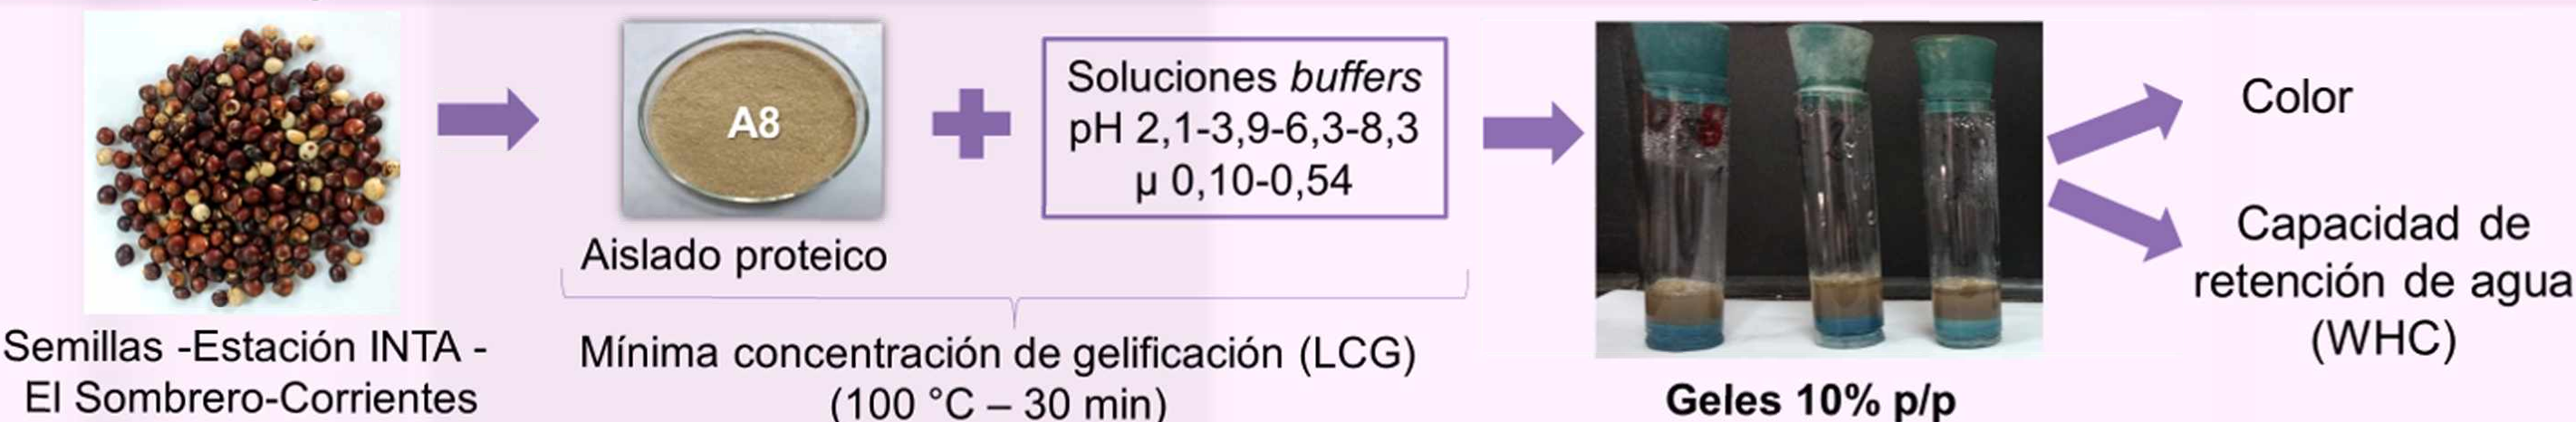 Semillas -Estación INTA -
El Sombrero-Corrientes
A8
Aislado proteico
Soluciones buffers
pH 2,1-3,9-6,3-8,3
µ 0,10-0,54
Mínima concentración de gelificación (LCG)
(100 °C – 30 min)
Geles 10% p/p
Color
Capacidad de
retención de agua
(WHC)